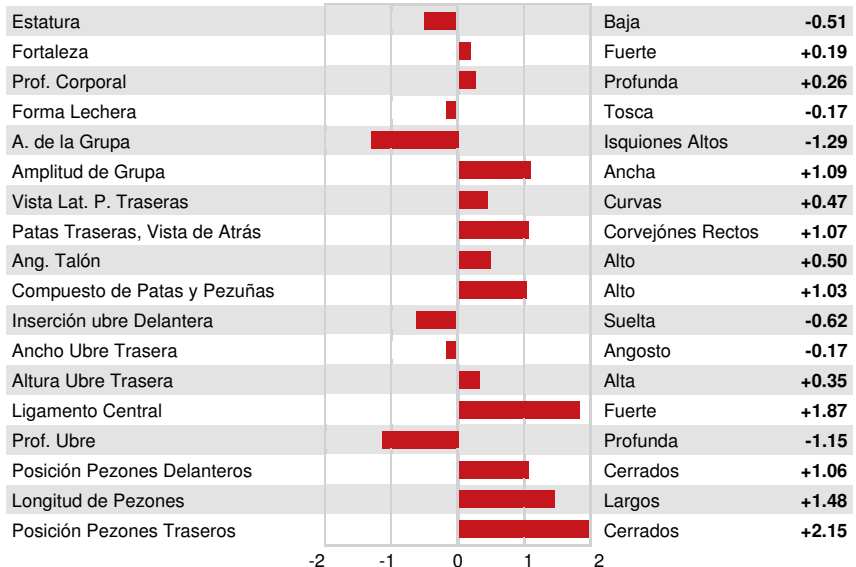 Estatura Baja -0.51
Fortaleza Fuerte +0.19
Prof. Corporal Profunda +0.26
Forma Lechera Tosca -0.17
A. de la Grupa Isquiones Altos -1.29
Amplitud de Grupa Ancha +1.09
Vista Lat. P. Traseras Curvas +0.47
Patas Traseras, Vista de Atrás Corvejónes Rectos +1.07
Ang. Talón Alto +0.50
Compuesto de Patas y Pezuñas Alto +1.03
Inserción ubre Delantera Suelta -0.62
Ancho Ubre Trasera Angosto -0.17
Altura Ubre Trasera Alta +0.35
Ligamento Central Fuerte +1.87
Prof. Ubre Profunda -1.15
Posición Pezones Delanteros Cerrados +1.06
Longitud de Pezones Largos +1.48
Posición Pezones Traseros Cerrados +2.15
-2 -1 0 1 2